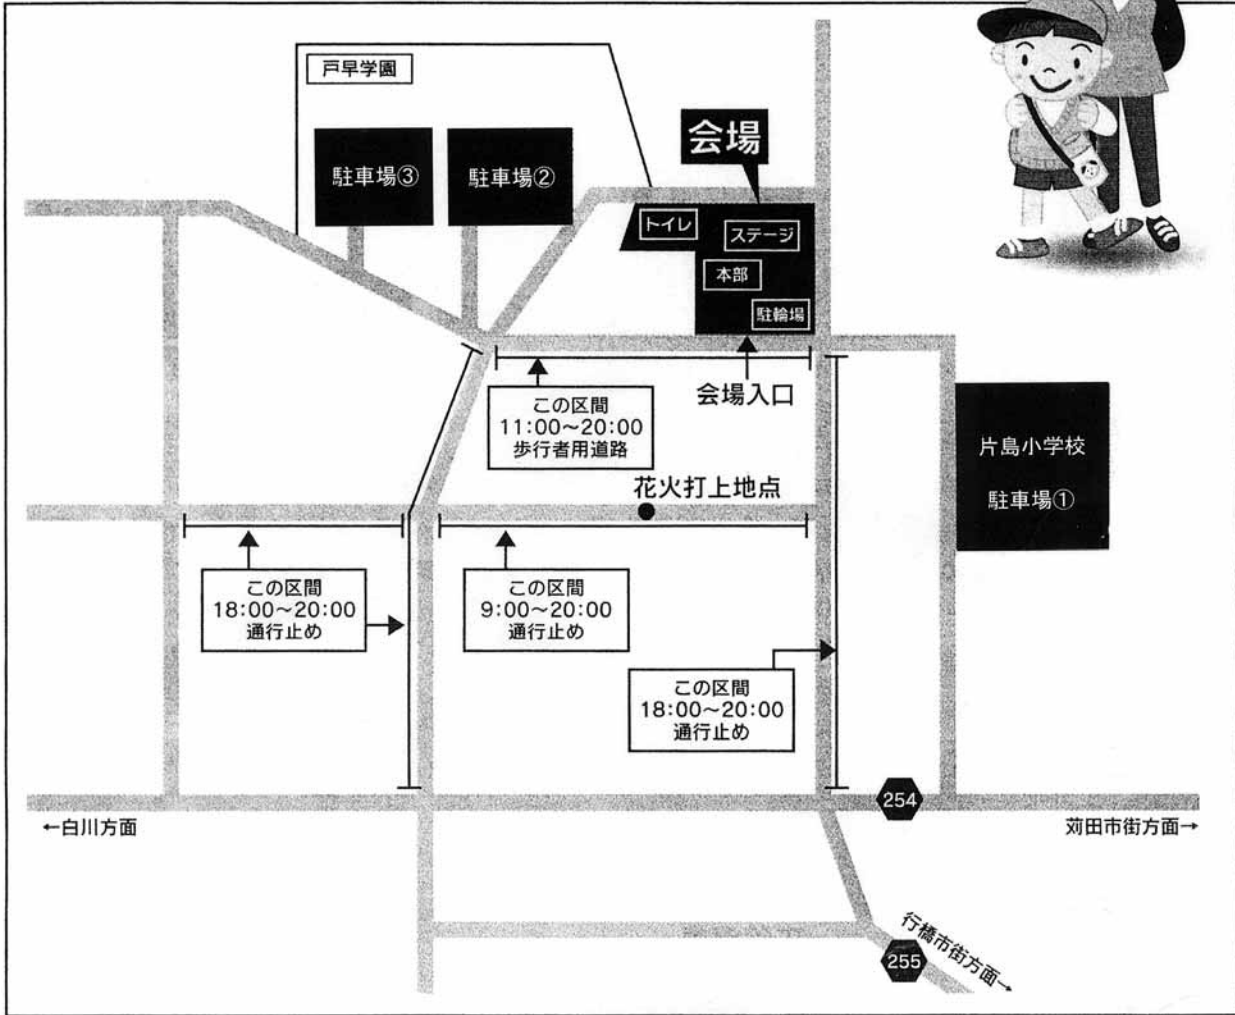 戸早学園
会場
駐車場③
駐車場②
トイレ
ステージ
本部
駐輪場
会場入口
この区間
11:00~20:00
歩行者用道路
片島小学校
駐車場①
花火打上地点
この区間
18:00~20:00
通行止め
この区間
9:00~20:00
通行止め
この区間
18:00~20:00
通行止め
254
←白川方面
苅田市街方面→
行橋市街方面→
255